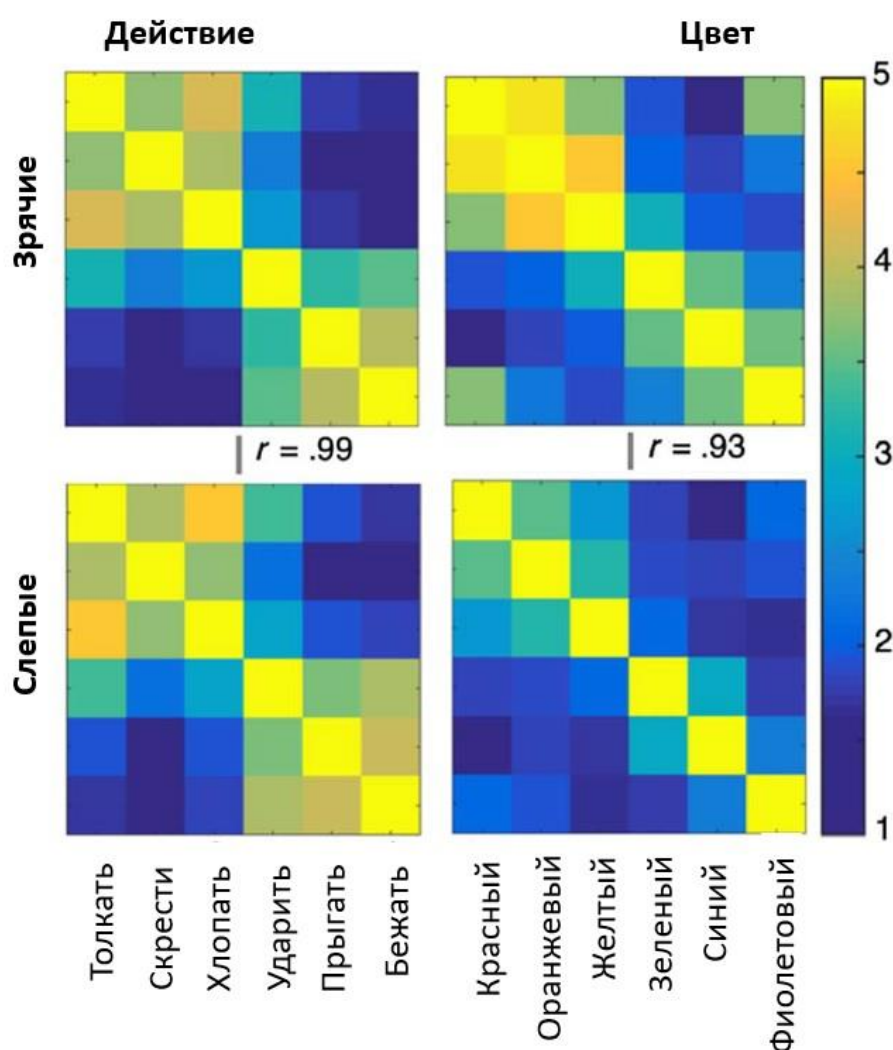 Действие
Цвет
Зрячие
5
4
3
2
1
r = .99
r = .93
Слепые
Толкать
Скрести
Хлопать
Ударить
Прыгать
Бежать
Красный
Оранжевый
Желтый
Зеленый
Синий
Фиолетовый